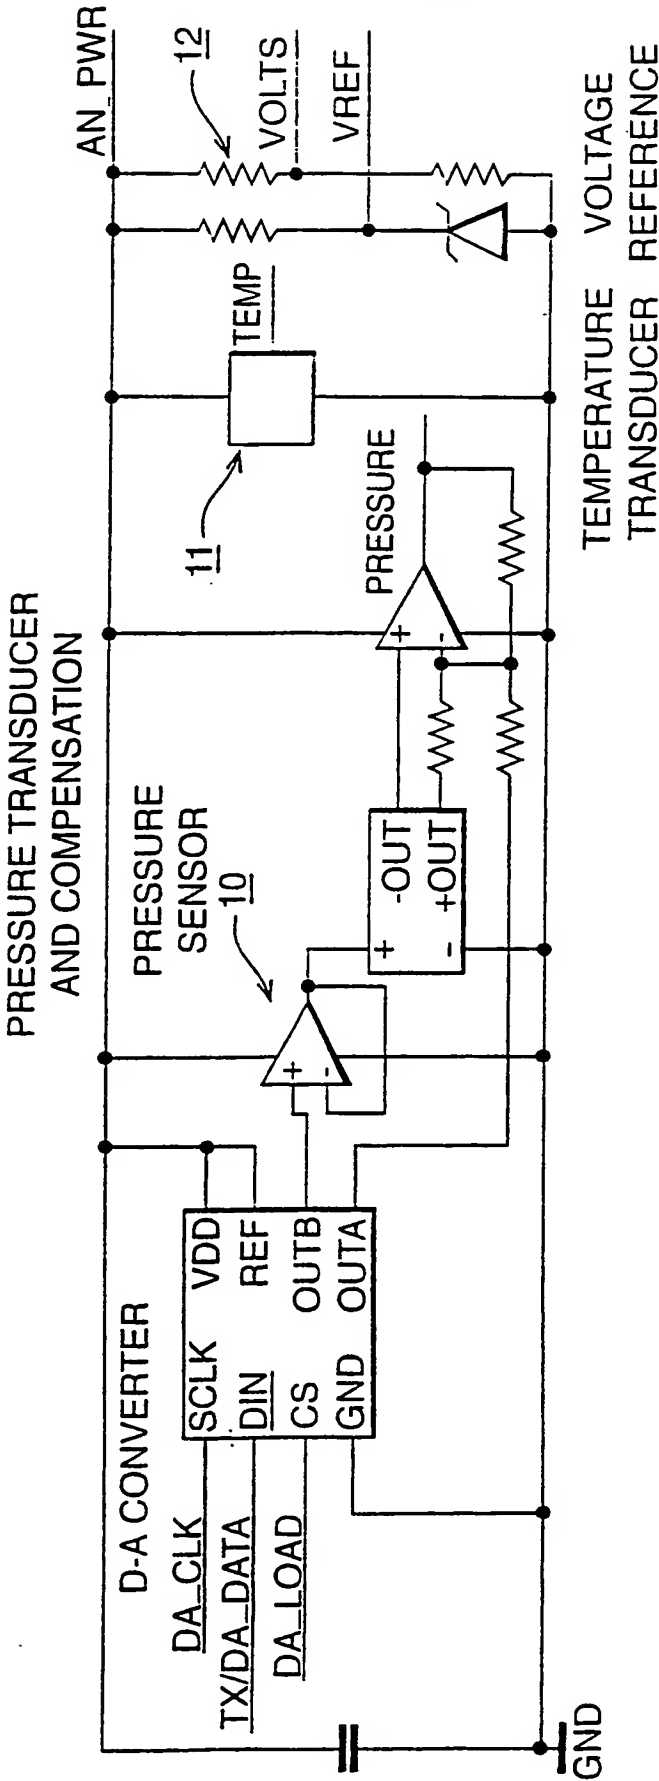 PRESSURE TRANSDUCER
AND COMPENSATION
D-A CONVERTER
PRESSURE
SENSOR
10
11
12
AN_PWR
DA_CLK
TX/DA_DATA
DA_LOAD
SCLK
VDD
DIN
REF
CS
OUTB
GND
OUTA
+
-
+
-
-OUT
+OUT
PRESSURE
+
-
TEMP
VOLTS
VREF
TEMPERATURE
TRANSDUCER
VOLTAGE
REFERENCE
GND